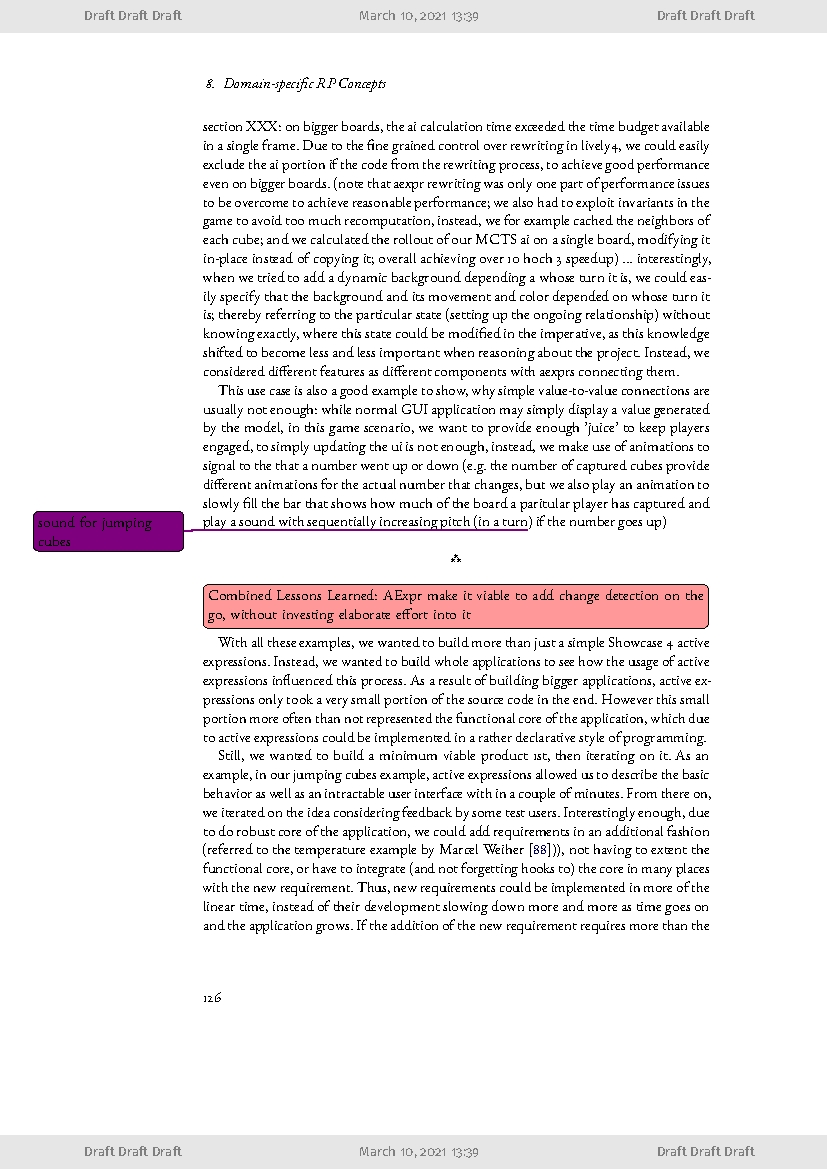 Draft Draft Draft March 10, 2021 13:39 Draft Draft Draft
8. Domain-specific RP Concepts
section XXX: on bigger boards, the ai calculation time exceeded the time budget available
in a single frame. Due to the fine grained control over rewriting in lively4, we could easily
exclude the ai portion if the code from the rewriting process, to achieve good performance
even on bigger boards. (note that aexpr rewriting was only one part of performance issues
to be overcome to achieve reasonable performance; we also had to exploit invariants in the
game to avoid too much recomputation, instead, we for example cached the neighbors of
each cube; and we calculated the rollout of our MCTS ai on a single board, modifying it
in-place instead of copying it; overall achieving over 10 hoch 3 speedup) ... interestingly,
when we tried to add a dynamic background depending a whose turn it is, we could eas-
ily specify that the background and its movement and color depended on whose turn it
is; thereby referring to the particular state (setting up the ongoing relationship) without
knowing exactly, where this state could be modified in the imperative, as this knowledge
shifted to become less and less important when reasoning about the project. Instead, we
considered different features as different components with aexprs connecting them.
This use case is also a good example to show, why simple value-to-value connections are
usually not enough: while normal GUI application may simply display a value generated
by the model, in this game scenario, we want to provide enough 'juice' to keep players
engaged, to simply updating the ui is not enough, instead, we make use of animations to
signal to the that a number went up or down (e.g. the number of captured cubes provide
different animations for the actual number that changes, but we also play an animation to
slowly fill the bar that shows how much of the board a paritular player has captured and
play a sound with sequentially increasing pitch (in a turn) if the number goes up)
sound for jumping
cubes
⁂
Combined Lessons Learned: AExpr make it viable to add change detection on the
go, without investing elaborate effort into it
With all these examples, we wanted to build more than just a simple Showcase 4 active
expressions. Instead, we wanted to build whole applications to see how the usage of active
expressions influenced this process. As a result of building bigger applications, active ex-
pressions only took a very small portion of the source code in the end. However this small
portion more often than not represented the functional core of the application, which due
to active expressions could be implemented in a rather declarative style of programming.
Still, we wanted to build a minimum viable product 1st, then iterating on it. As an
example, in our jumping cubes example, active expressions allowed us to describe the basic
behavior as well as an intractable user interface with in a couple of minutes. From there on,
we iterated on the idea considering feedback by some test users. Interestingly enough, due
to do robust core of the application, we could add requirements in an additional fashion
(referred to the temperature example by Marcel Weiher [88])), not having to extent the
functional core, or have to integrate (and not forgetting hooks to) the core in many places
with the new requirement. Thus, new requirements could be implemented in more of the
linear time, instead of their development slowing down more and more as time goes on
and the application grows. If the addition of the new requirement requires more than the
126
Draft Draft Draft March 10, 2021 13:39 Draft Draft Draft